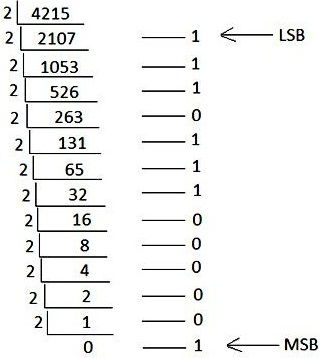 2 4215
2 2107 1 LSB
2 1053 1
2 526 1
2 263 0
2 131 1
2 65 1
2 32 1
2 16 0
2 8 0
2 4 0
2 2 0
2 1 0
0 1 MSB